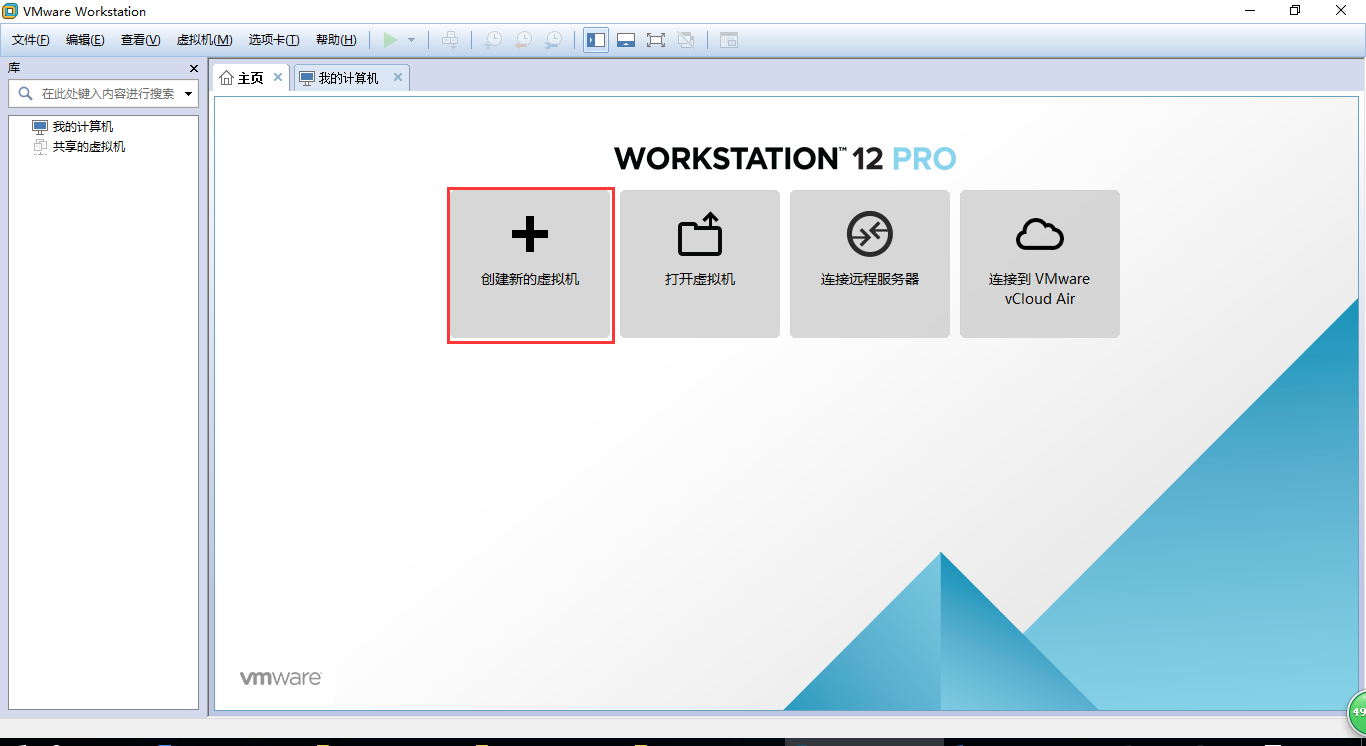 VMware Workstation
文件(F) 编辑(E) 查看(V) 虚拟机(M) 选项卡(T) 帮助(H)
库
在此处键入内容进行搜索
我的计算机
共享的虚拟机
主页 我的计算机
WORKSTATION™ 12 PRO
创建新的虚拟机
打开虚拟机
连接远程服务器
连接到 VMware
vCloud Air
vmware
49